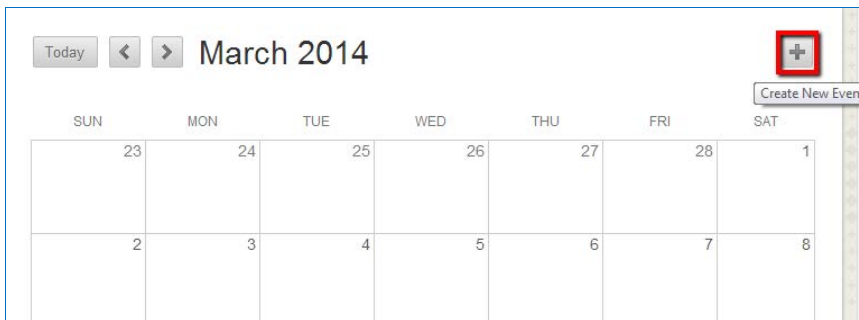 Today < > March 2014 +
Create New Even
SUN MON TUE WED THU FRI SAT
23 24 25 26 27 28 1
2 3 4 5 6 7 8